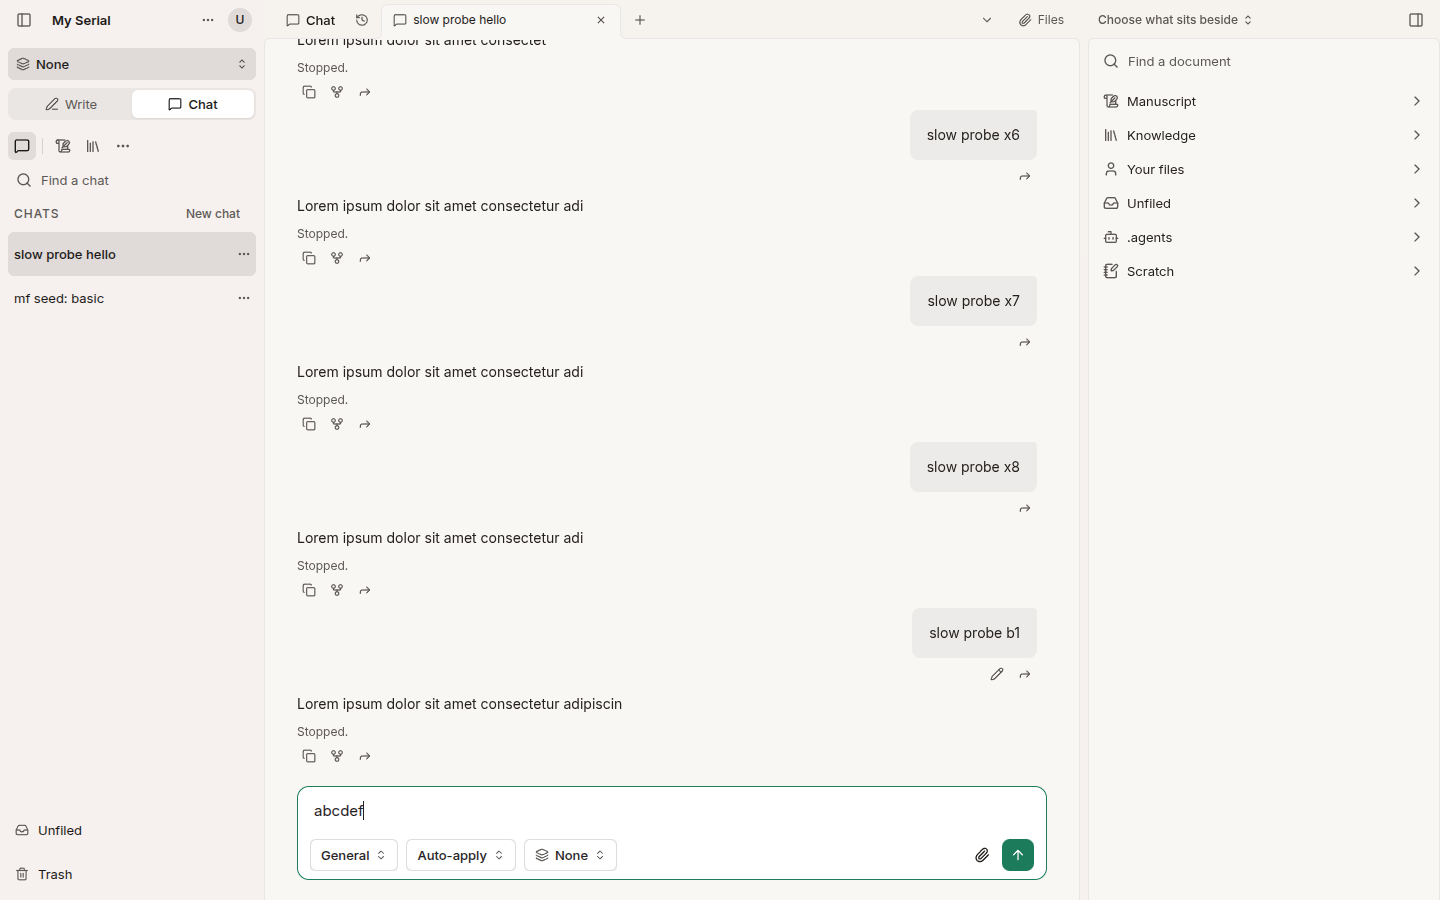 My Serial
U
None
Write
Chat
Find a chat
CHATS
New chat
slow probe hello
mf seed: basic
Unfiled
Trash
Chat
slow probe hello
Files
Lorem ipsum dolor sit amet consectet
Stopped.
slow probe x6
Lorem ipsum dolor sit amet consectetur adi
Stopped.
slow probe x7
Lorem ipsum dolor sit amet consectetur adi
Stopped.
slow probe x8
Lorem ipsum dolor sit amet consectetur adi
Stopped.
slow probe b1
Lorem ipsum dolor sit amet consectetur adipiscin
Stopped.
abcdef
General
Auto-apply
None
Choose what sits beside
Find a document
Manuscript
Knowledge
Your files
Unfiled
.agents
Scratch